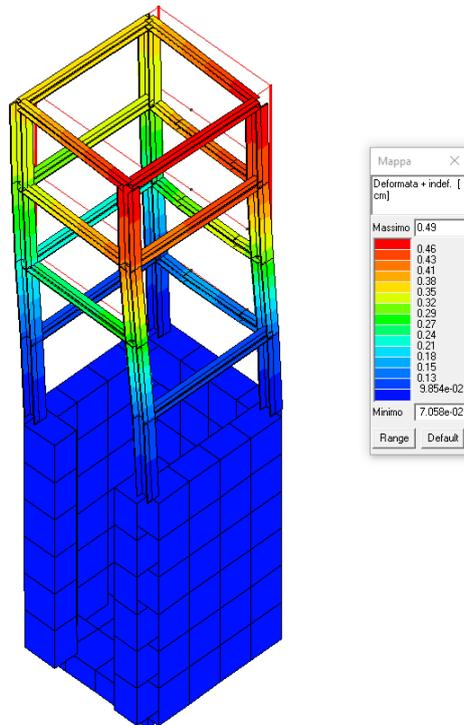 Mappa
Deformata + indef. [
cm]
Massimo 0.49
0.46
0.43
0.41
0.38
0.35
0.32
0.29
0.27
0.24
0.21
0.18
0.15
0.13
9.854e-02
Minimo 7.058e-02
Range Default